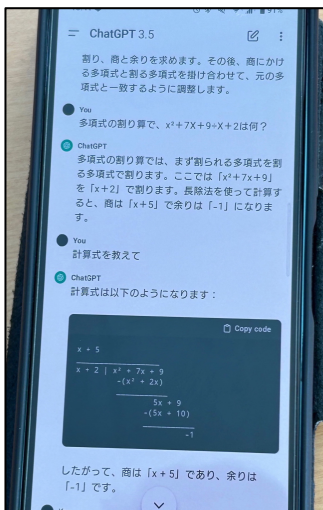 91%
ChatGPT 3.5
割り、商と余りを求めます。その後、商にかけ
る多項式と割る多項式を掛け合わせて、元の多
項式と一致するように調整します。
You
多項式の割り算で、x²+7X+9÷X+2は何？
ChatGPT
多項式の割り算では、まず割られる多項式を割
る多項式で割ります。ここでは「x²+7x+9」
を「x+2」で割ります。長除法を使って計算す
ると、商は「x+5」で余りは「-1」になりま
す。
You
計算式を教えて
ChatGPT
計算式は以下のようになります：
Copy code
x + 5
x + 2 | x² + 7x + 9
-(x² + 2x)
5x + 9
-(5x + 10)
-1
したがって、商は「x + 5」であり、余りは
「-1」です。